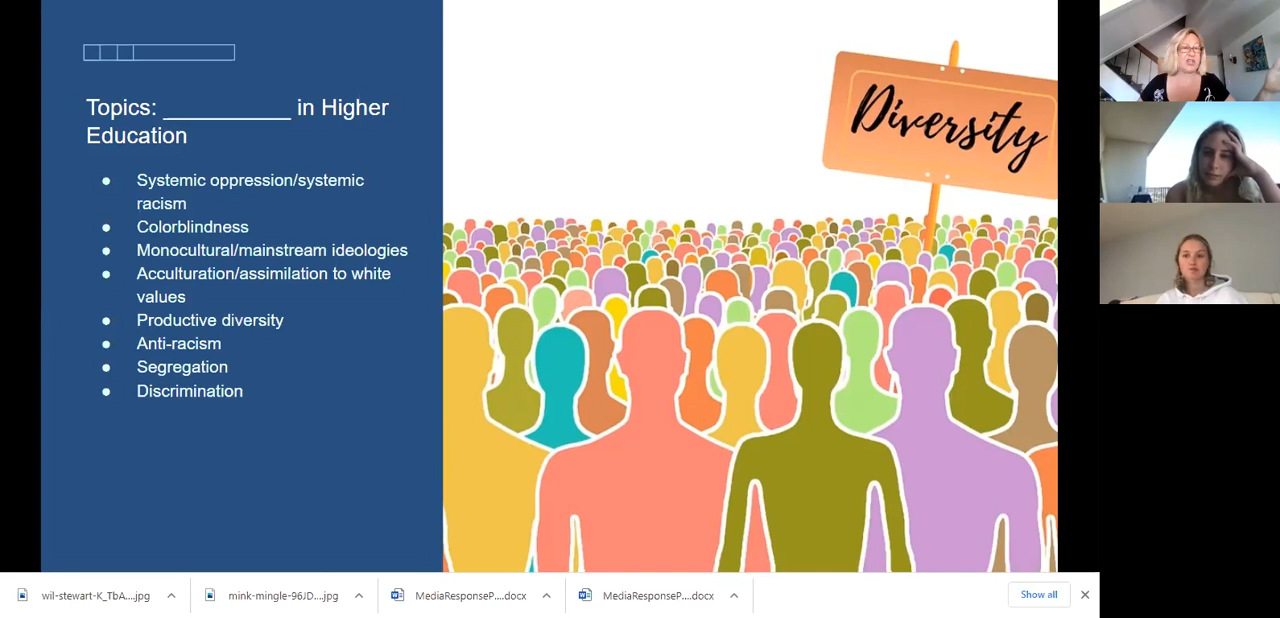 Topics: __________ in Higher
Education
● Systemic oppression/systemic
racism
● Colorblindness
● Monocultural/mainstream ideologies
● Acculturation/assimilation to white
values
● Productive diversity
● Anti-racism
● Segregation
● Discrimination
Diversity
wil-stewart-K_TbA....jpg
mink-mingle-96JD....jpg
MediaResponseP....docx
MediaResponseP....docx
Show all